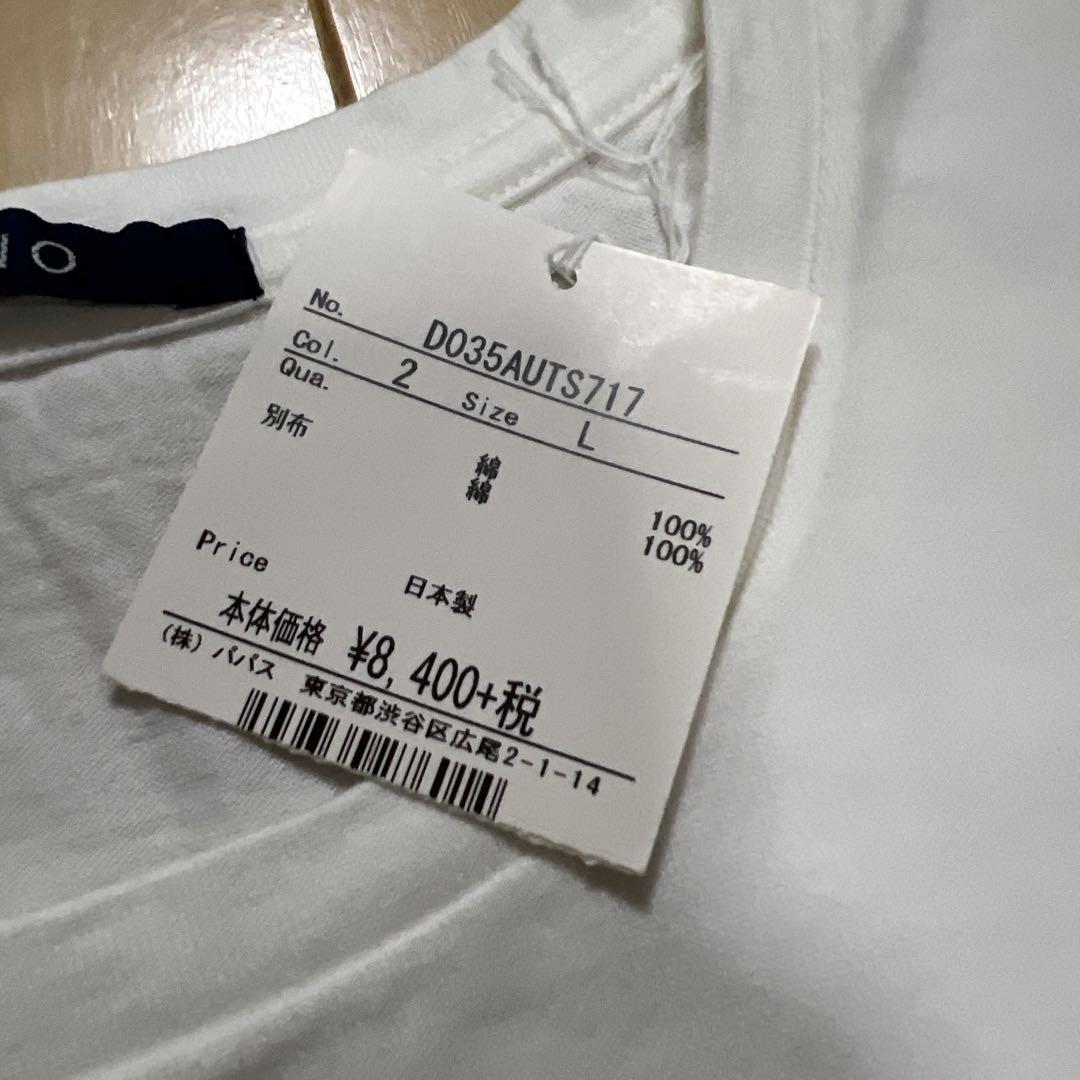 No. D035AUTS717
Col. 2 Size L
Qua.
綿 100%
別布 綿 100%
日本製
Price
本体価格 ¥8,400+税
(株) パパス 東京都渋谷区広尾2-1-14